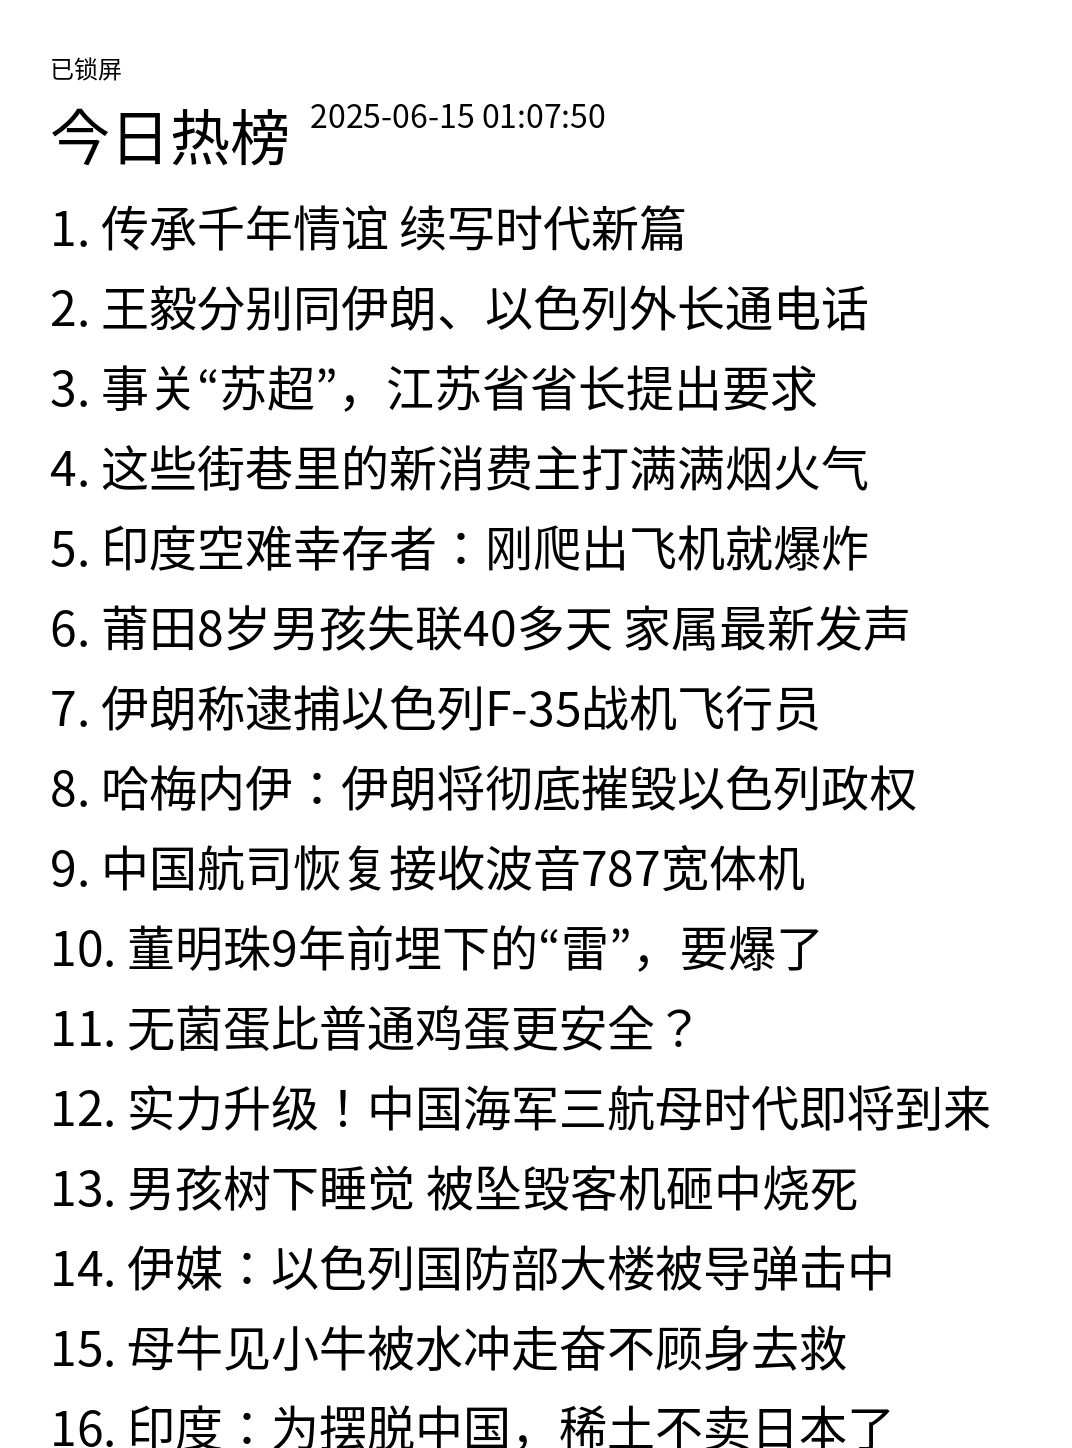 已锁屏
今日热榜 2025-06-15 01:07:50
1. 传承千年情谊 续写时代新篇
2. 王毅分别同伊朗、以色列外长通电话
3. 事关“苏超”，江苏省省长提出要求
4. 这些街巷里的新消费主打满满烟火气
5. 印度空难幸存者：刚爬出飞机就爆炸
6. 莆田8岁男孩失联40多天 家属最新发声
7. 伊朗称逮捕以色列F-35战机飞行员
8. 哈梅内伊：伊朗将彻底摧毁以色列政权
9. 中国航司恢复接收波音787宽体机
10. 董明珠9年前埋下的“雷”，要爆了
11. 无菌蛋比普通鸡蛋更安全？
12. 实力升级！中国海军三航母时代即将到来
13. 男孩树下睡觉 被坠毁客机砸中烧死
14. 伊媒：以色列国防部大楼被导弹击中
15. 母牛见小牛被水冲走奋不顾身去救
16. 印度：为摆脱中国，稀土不卖日本了